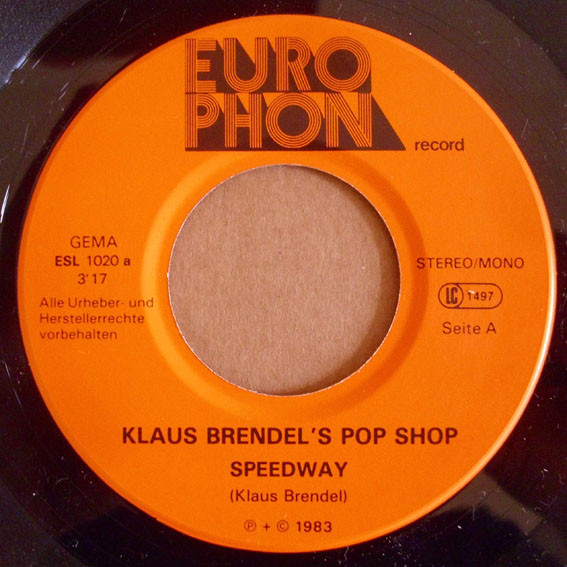 EURO
PHON
record
GEMA
ESL 1020 a
3'17
Alle Urheber- und
Herstellerrechte
vorbehalten
STEREO/MONO
LC 1497
Seite A
KLAUS BRENDEL'S POP SHOP
SPEEDWAY
(Klaus Brendel)
℗ + © 1983